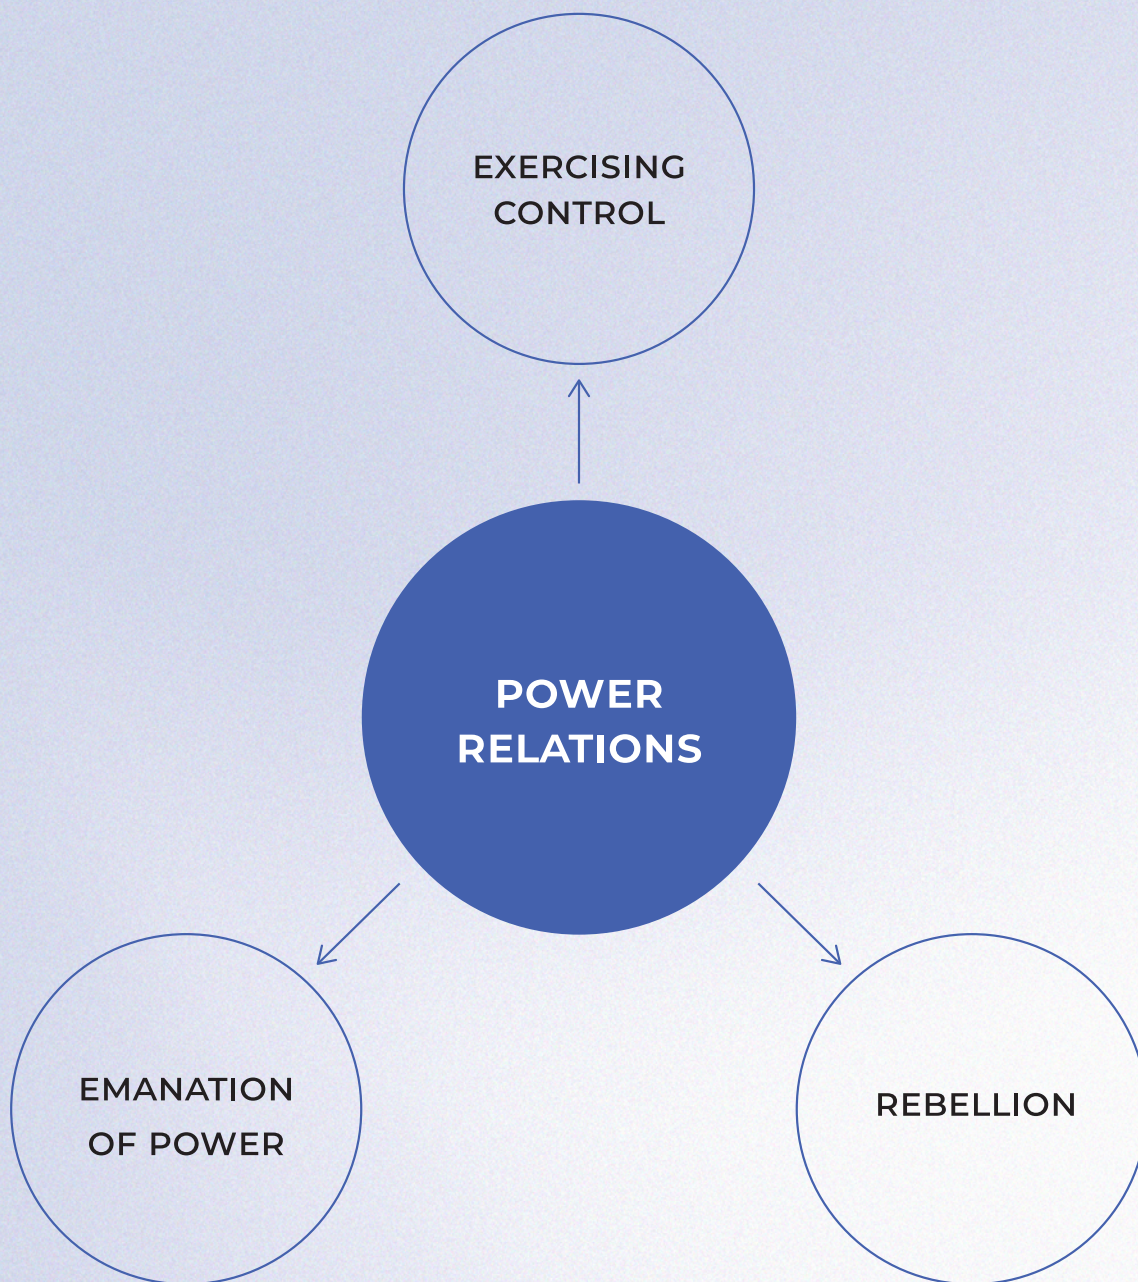 EXERCISING
CONTROL
POWER
RELATIONS
EMANATION
OF POWER
REBELLION